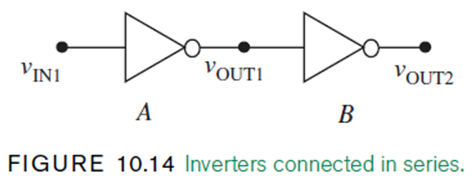 vIN1 vOUT1 vOUT2
A B
FIGURE 10.14 Inverters connected in series.